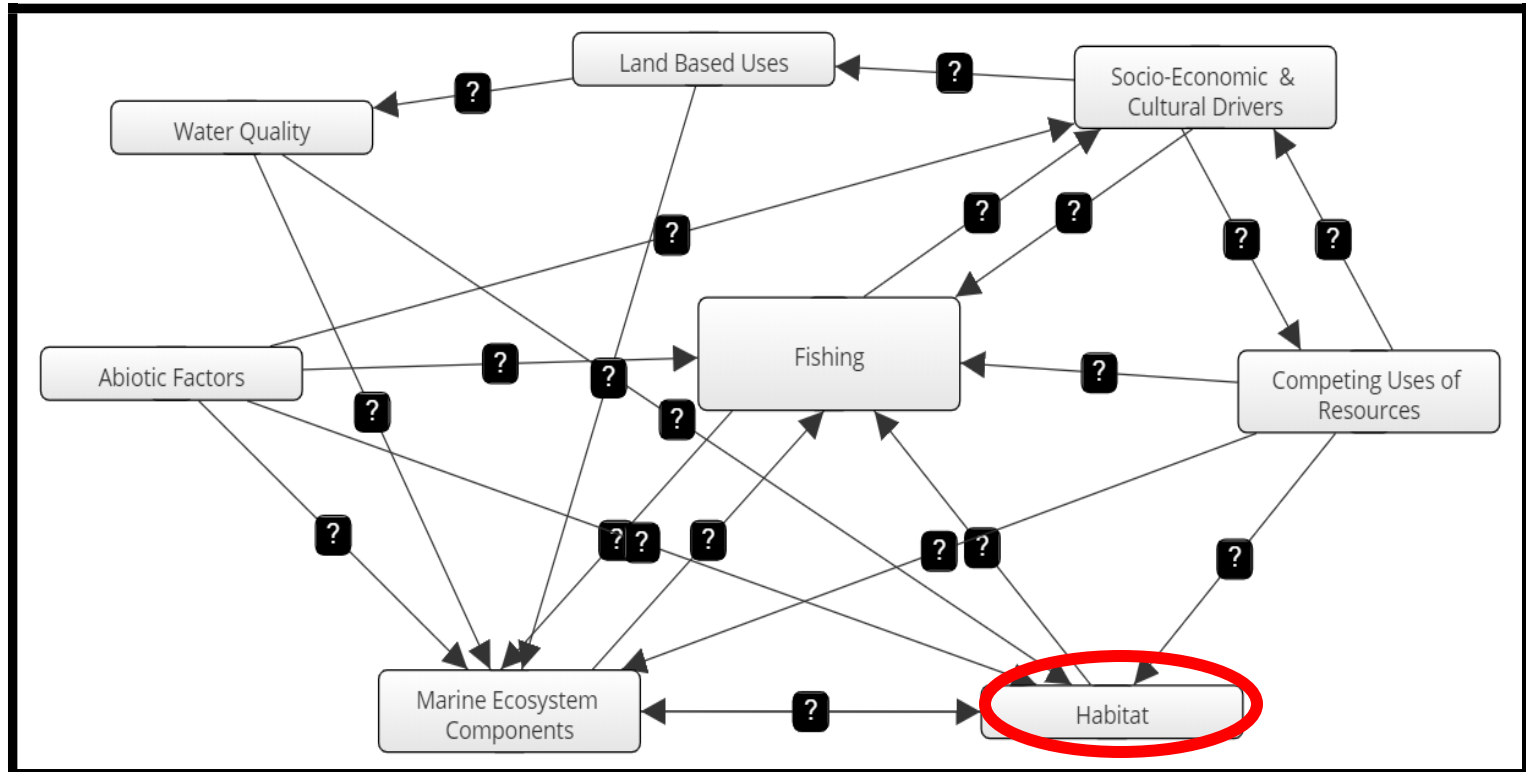 Land Based Uses
Socio-Economic &
Cultural Drivers
?
?
Water Quality
?
?
?
?
?
Fishing
Abiotic Factors
?
?
?
Competing Uses of
Resources
?
?
?
?
?
?
?
?
?
Marine Ecosystem
Components
?
Habitat